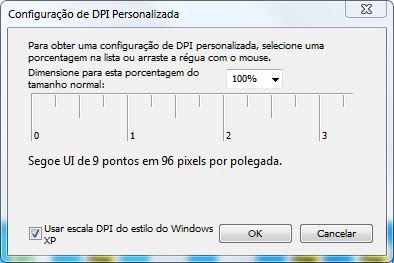 Configuração de DPI Personalizada
Para obter uma configuração de DPI personalizada, selecione uma
porcentagem na lista ou arraste a régua com o mouse.
Dimensione para esta porcentagem do
tamanho normal:
100%
0 1 2 3
Segoe UI de 9 pontos em 96 pixels por polegada.
Usar escala DPI do estilo do Windows
XP
OK
Cancelar